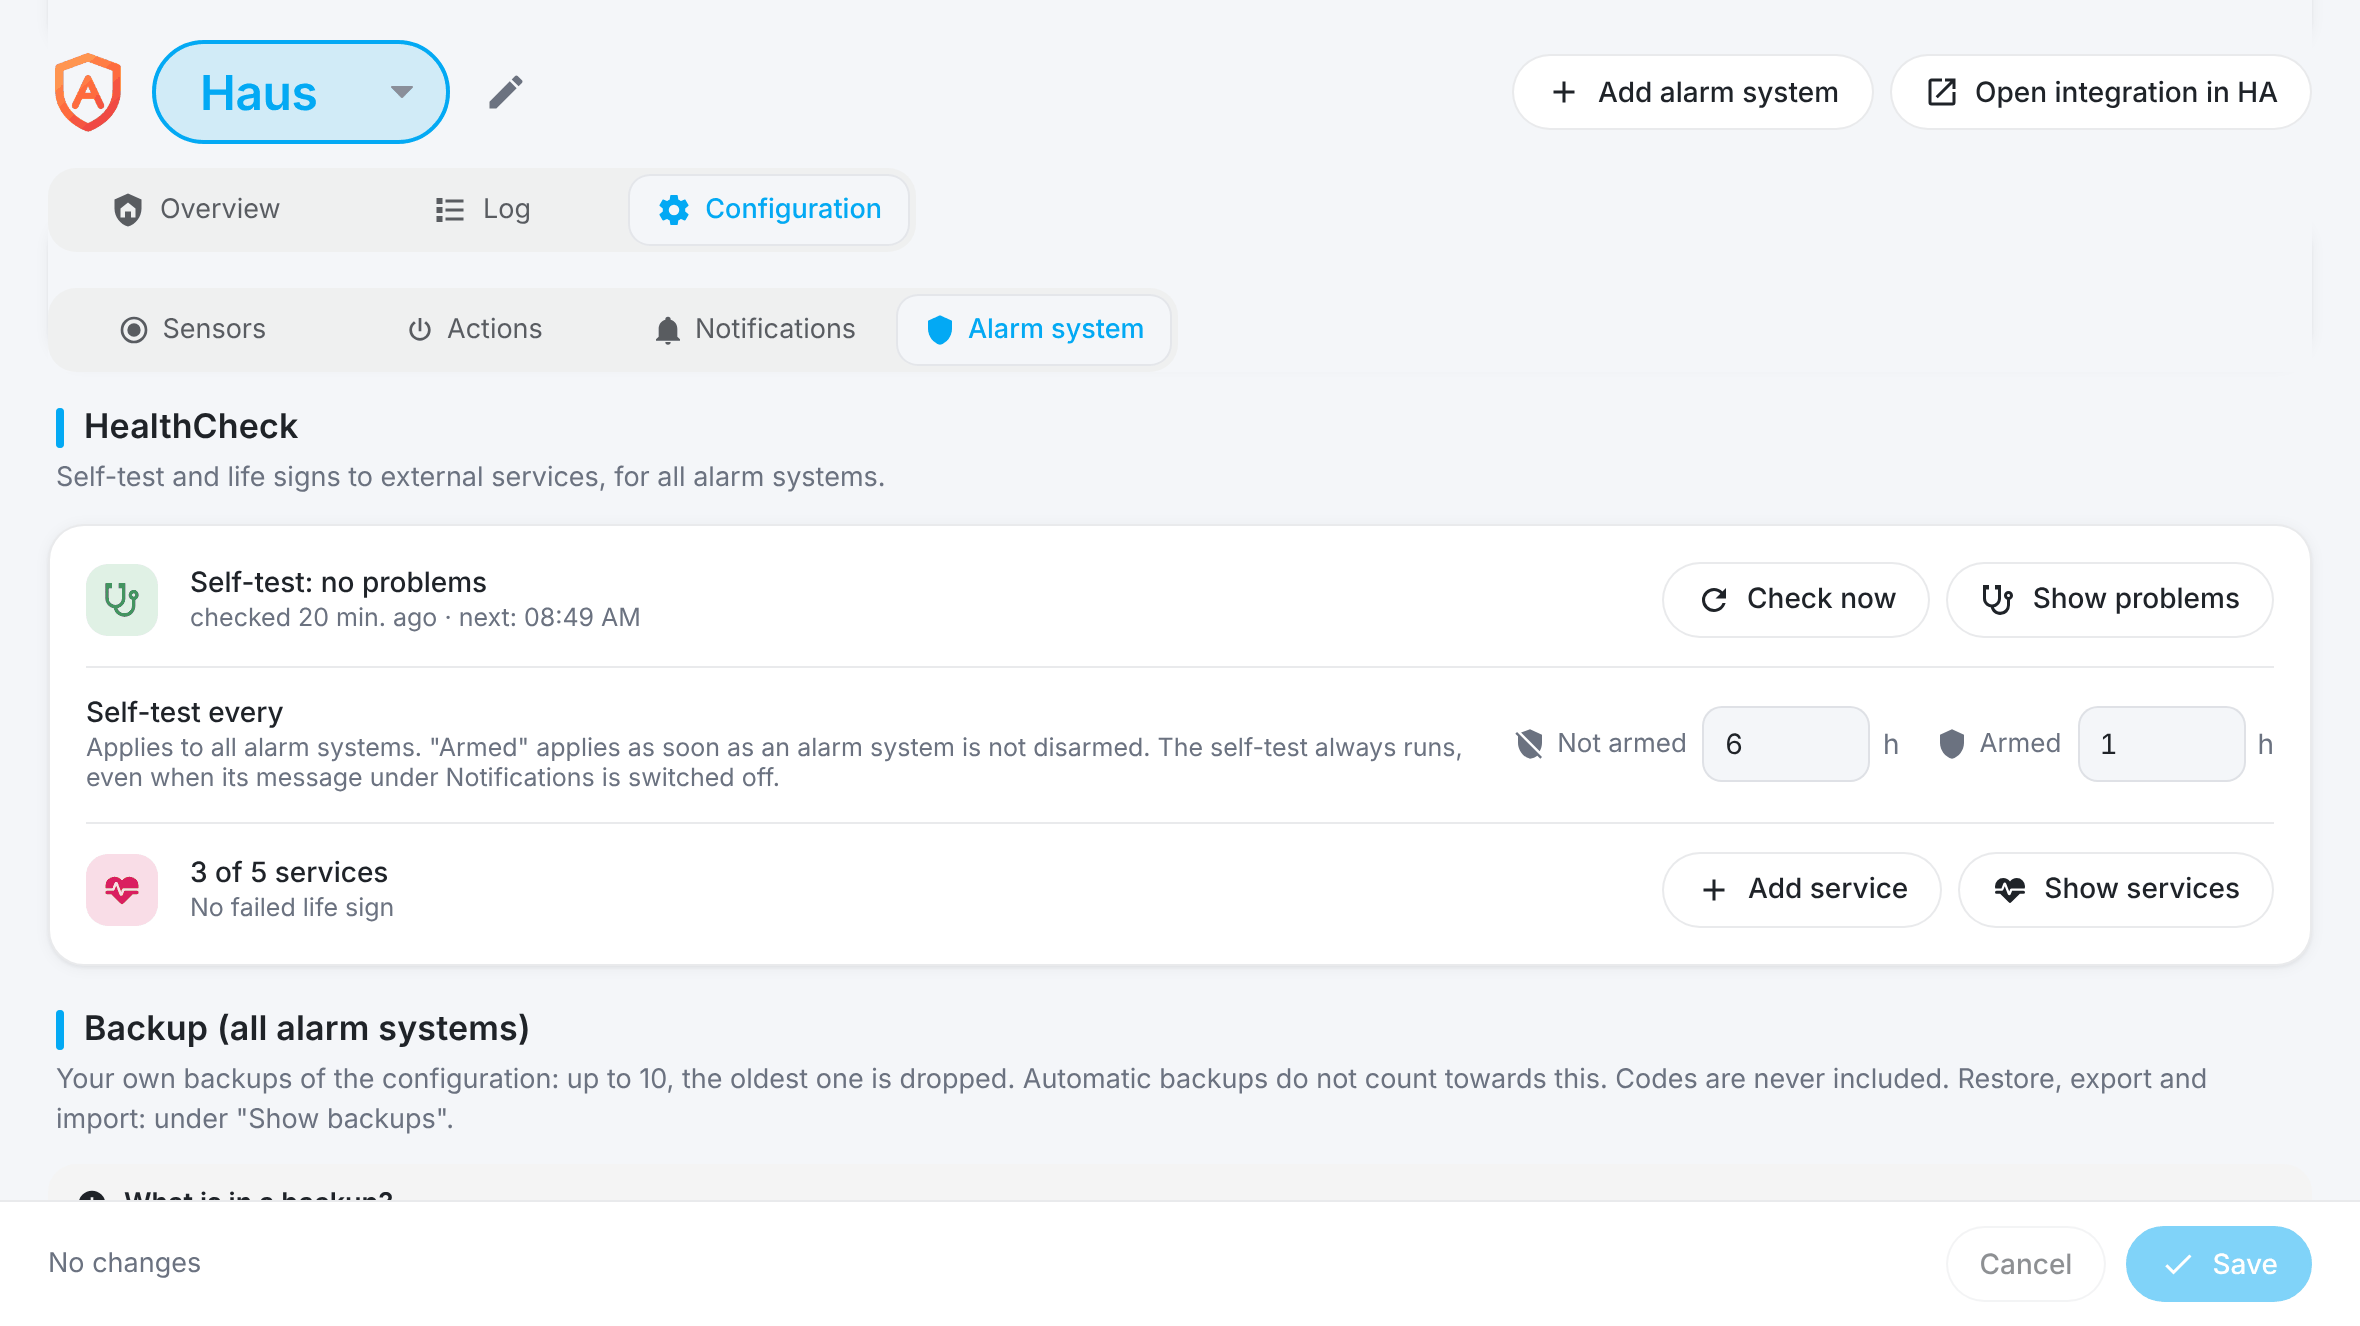 Haus
Add alarm system
Open integration in HA
Overview
Log
Configuration
Sensors
Actions
Notifications
Alarm system
HealthCheck
Self-test and life signs to external services, for all alarm systems.
Self-test: no problems
checked 20 min. ago · next: 08:49 AM
Check now
Show problems
Self-test every
Applies to all alarm systems. "Armed" applies as soon as an alarm system is not disarmed. The self-test always runs,
even when its message under Notifications is switched off.
Not armed
6
h
Armed
1
h
3 of 5 services
No failed life sign
Add service
Show services
Backup (all alarm systems)
Your own backups of the configuration: up to 10, the oldest one is dropped. Automatic backups do not count towards this. Codes are never included. Restore, export and
import: under "Show backups".
What is in a backup?
No changes
Cancel
Save